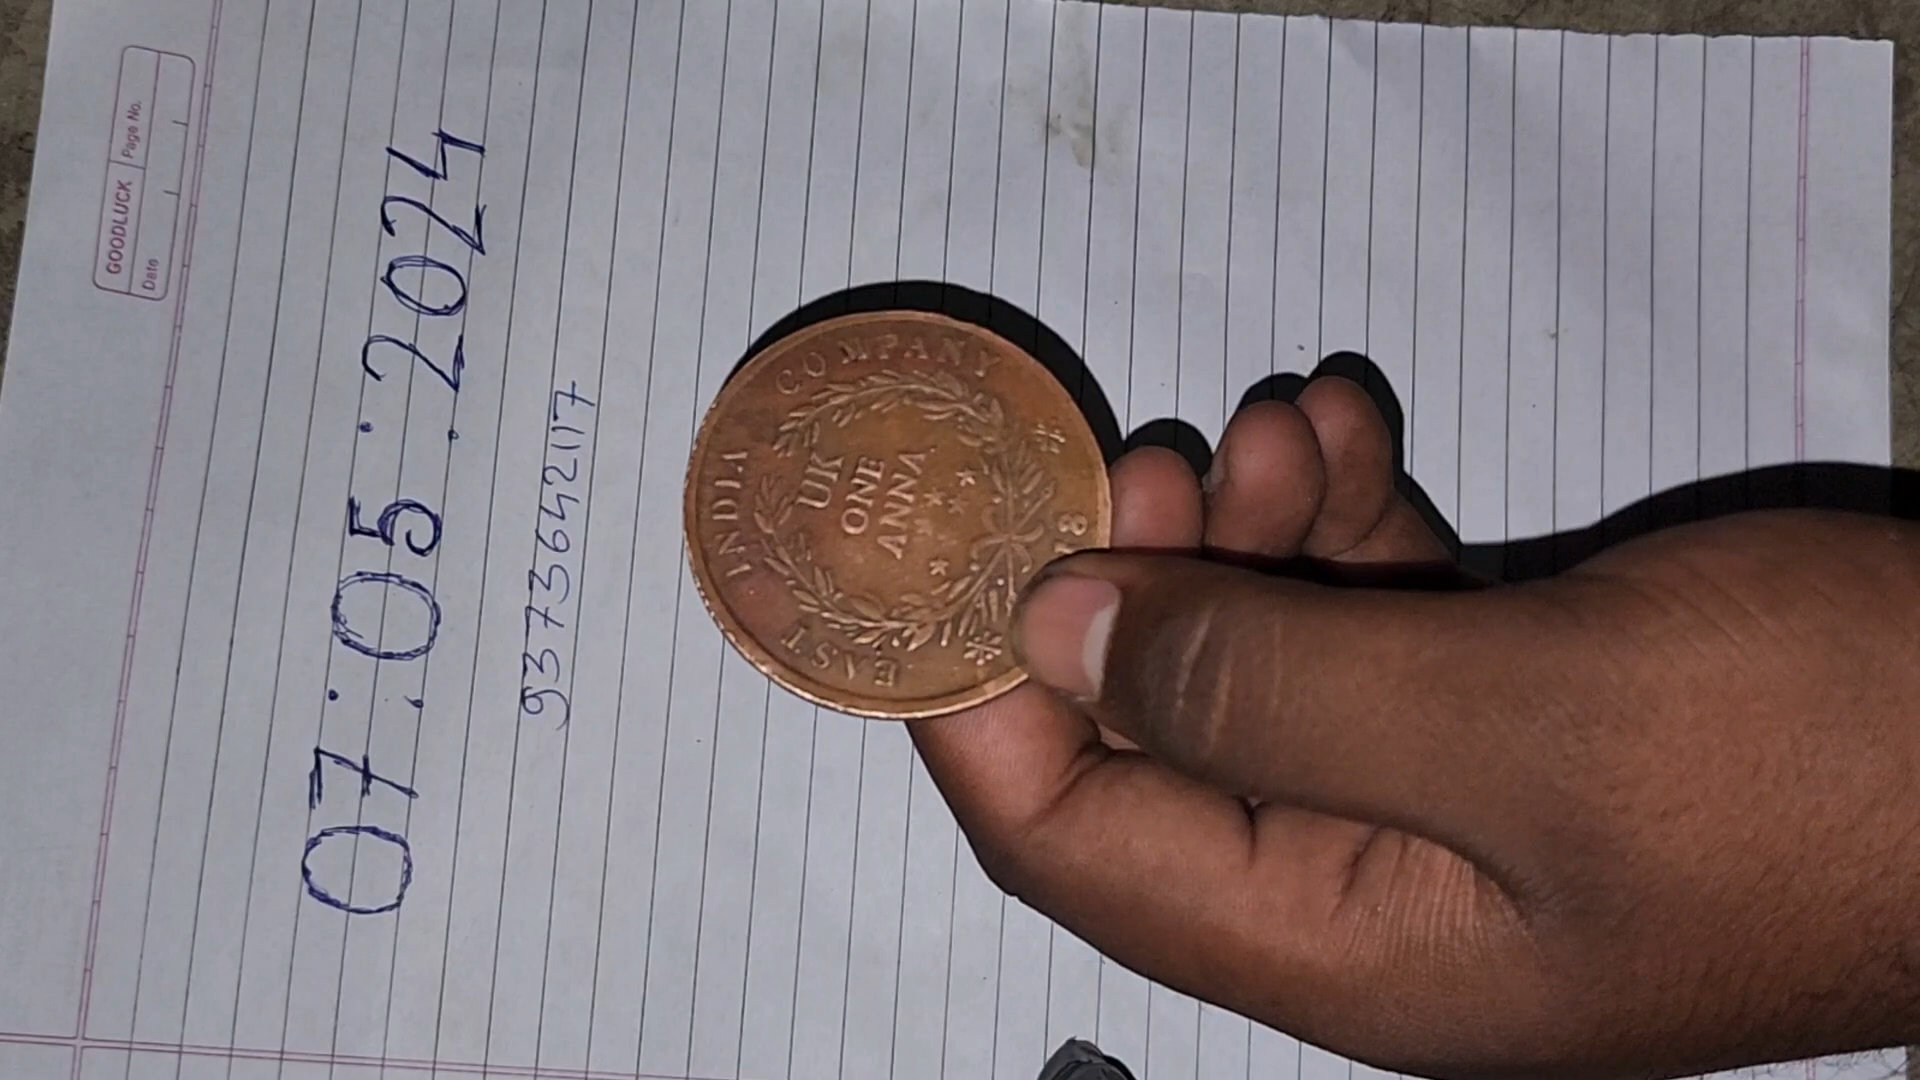 GOODLUCK
Page No.
Date
07:05:2024
9373642117
EAST INDIA COMPANY
UK
ONE
ANNA